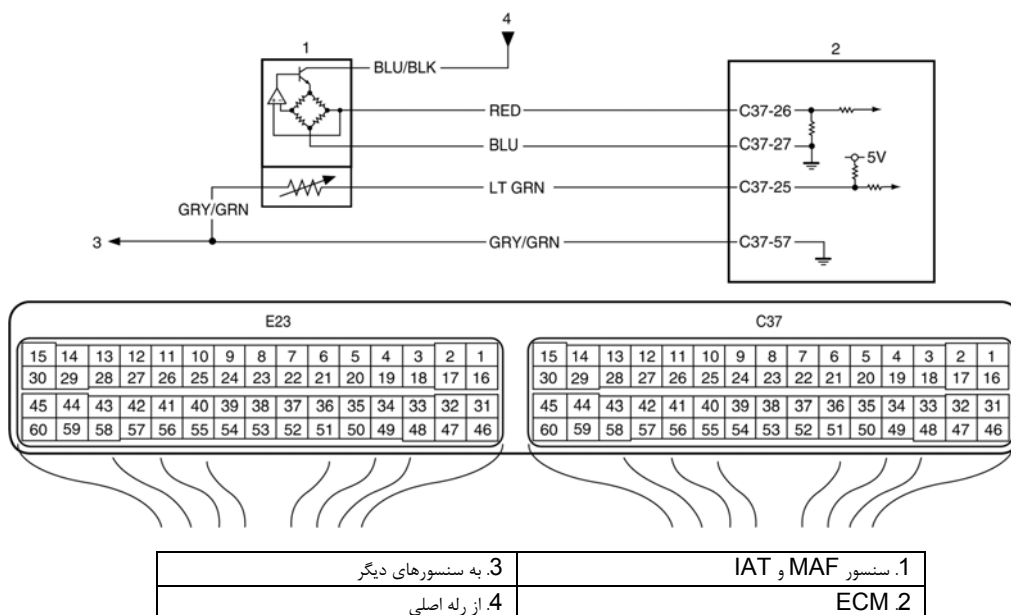 4
1
2
BLU/BLK
RED
C37-26
BLU
C37-27
5V
LT GRN
C37-25
GRY/GRN
3
GRY/GRN
C37-57
E23
C37
15 14 13 12 11 10 9 8 7 6 5 4 3 2 1
30 29 28 27 26 25 24 23 22 21 20 19 18 17 16
45 44 43 42 41 40 39 38 37 36 35 34 33 32 31
60 59 58 57 56 55 54 53 52 51 50 49 48 47 46
15 14 13 12 11 10 9 8 7 6 5 4 3 2 1
30 29 28 27 26 25 24 23 22 21 20 19 18 17 16
45 44 43 42 41 40 39 38 37 36 35 34 33 32 31
60 59 58 57 56 55 54 53 52 51 50 49 48 47 46
1. سنسور MAF و IAT
3. به سنسورهای دیگر
2. ECM
4. از رله اصلی